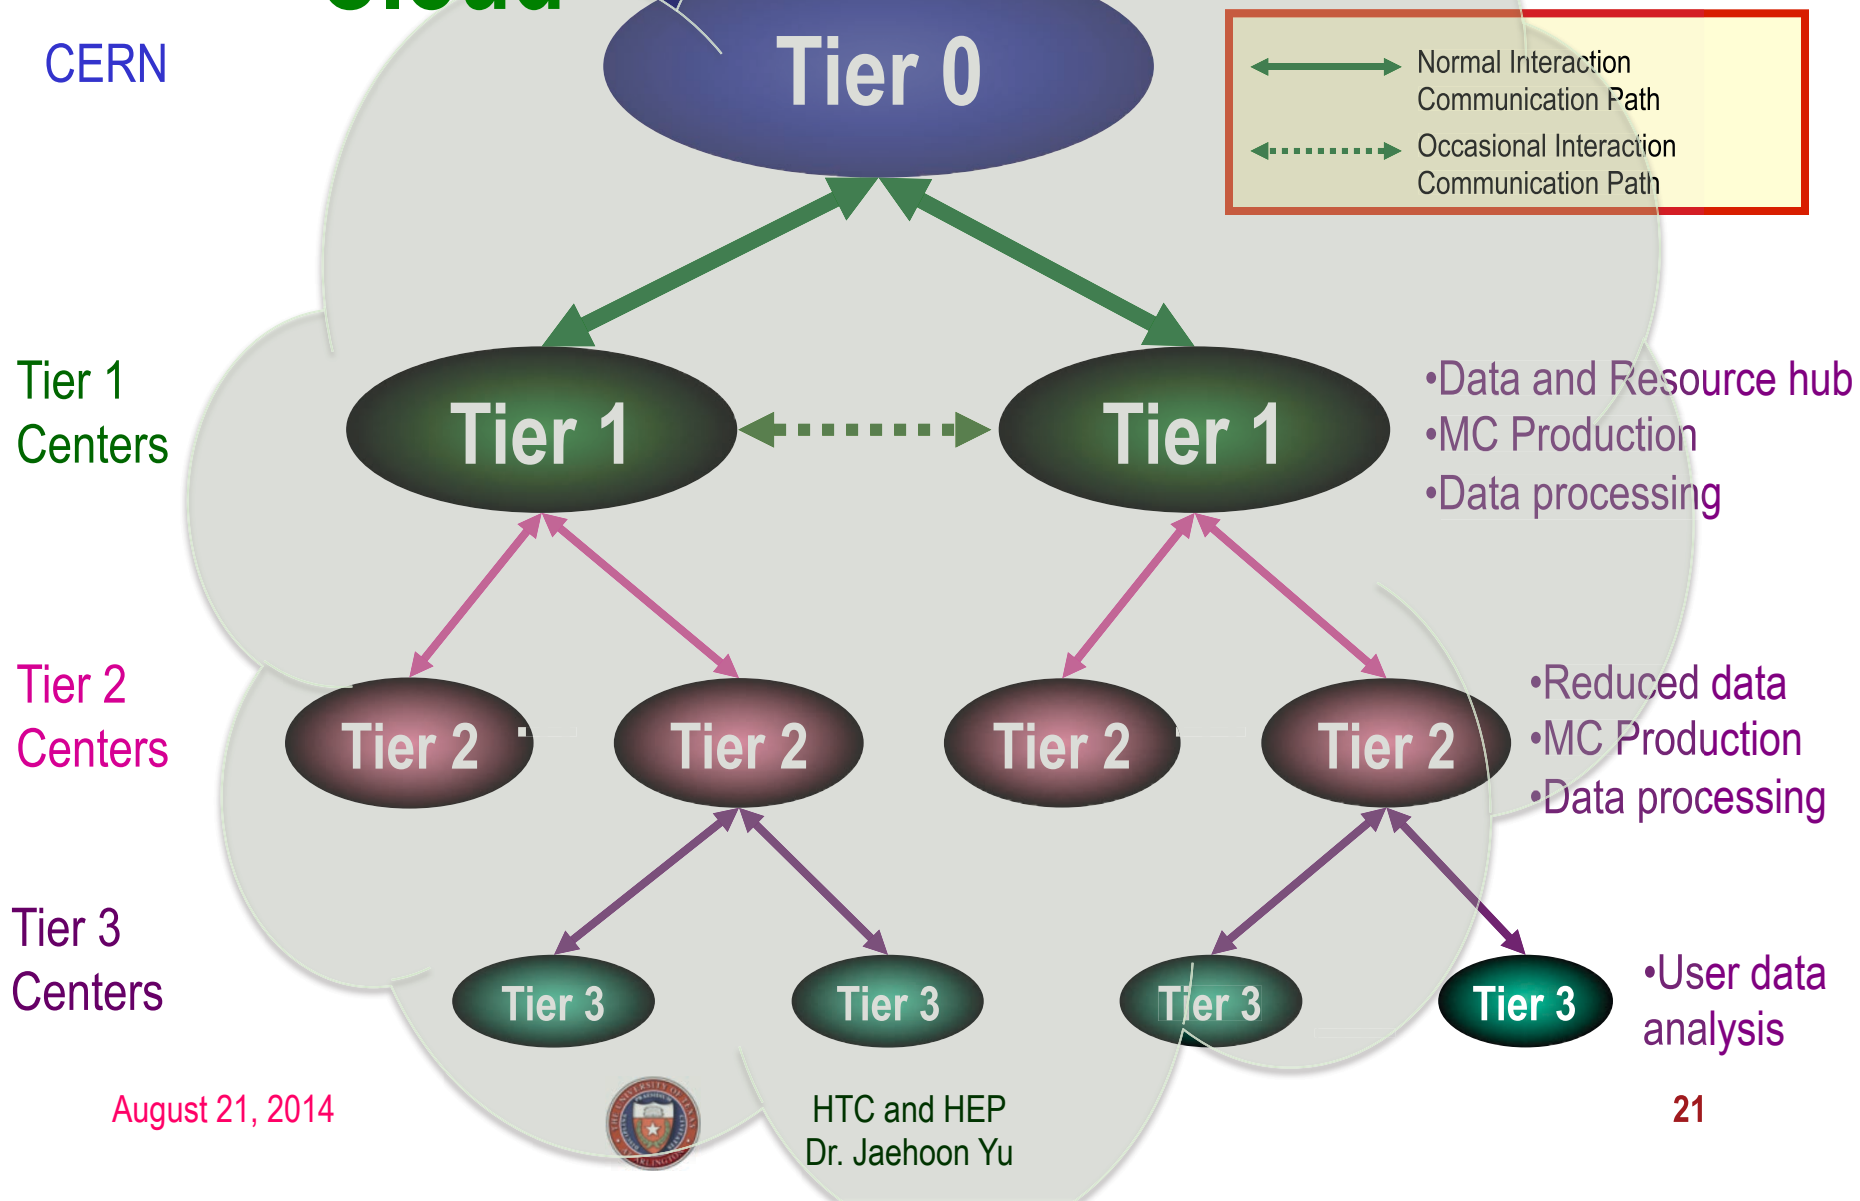 Cloud
CERN
Tier 0
Normal Interaction
Communication Path
Occasional Interaction
Communication Path
Tier 1
Centers
Tier 1
Tier 1
•Data and Resource hub
•MC Production
•Data processing
Tier 2
Centers
Tier 2
Tier 2
Tier 2
Tier 2
•Reduced data
•MC Production
•Data processing
Tier 3
Centers
Tier 3
Tier 3
Tier 3
Tier 3
•User data
analysis
August 21, 2014
HTC and HEP
Dr. Jaehoon Yu
21